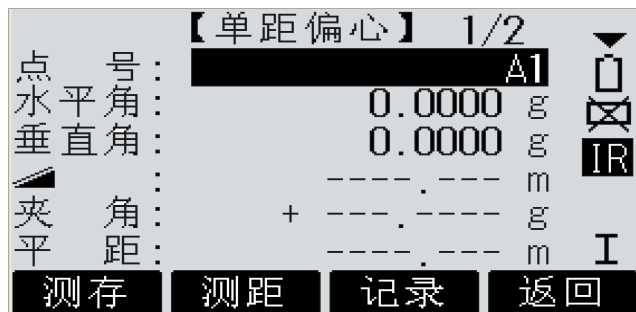 【单距偏心】 1/2
点 号: A1
水平角: 0.0000 g
垂直角: 0.0000 g
: ----.--- m
夹 角: + ---.---- g
平 距: ----.--- m
IR
I
测存 测距 记录 返回